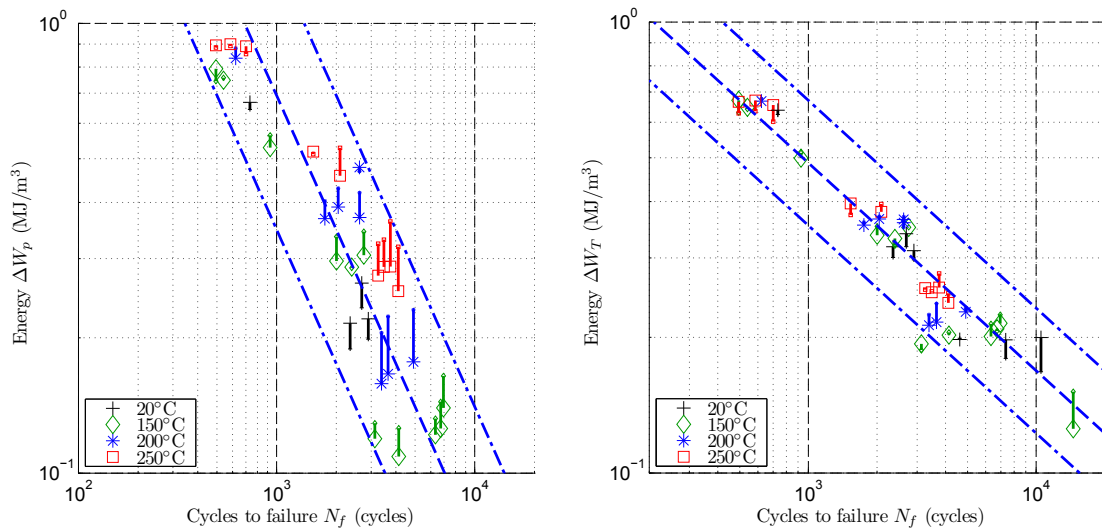 10^0
Energy ΔW_p (MJ/m^3)
10^-1
20°C
150°C
200°C
250°C
10^2
10^3
10^4
Cycles to failure N_f (cycles)
10^0
Energy ΔW_T (MJ/m^3)
10^-1
20°C
150°C
200°C
250°C
10^3
10^4
Cycles to failure N_f (cycles)